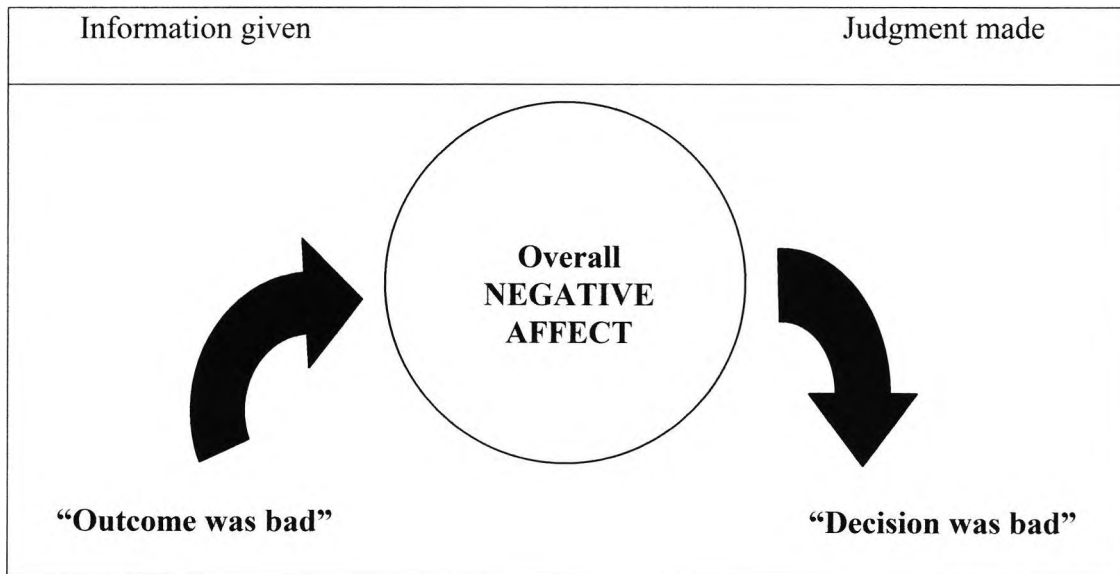 Information given
Judgment made
Overall
NEGATIVE
AFFECT
“Outcome was bad”
“Decision was bad”